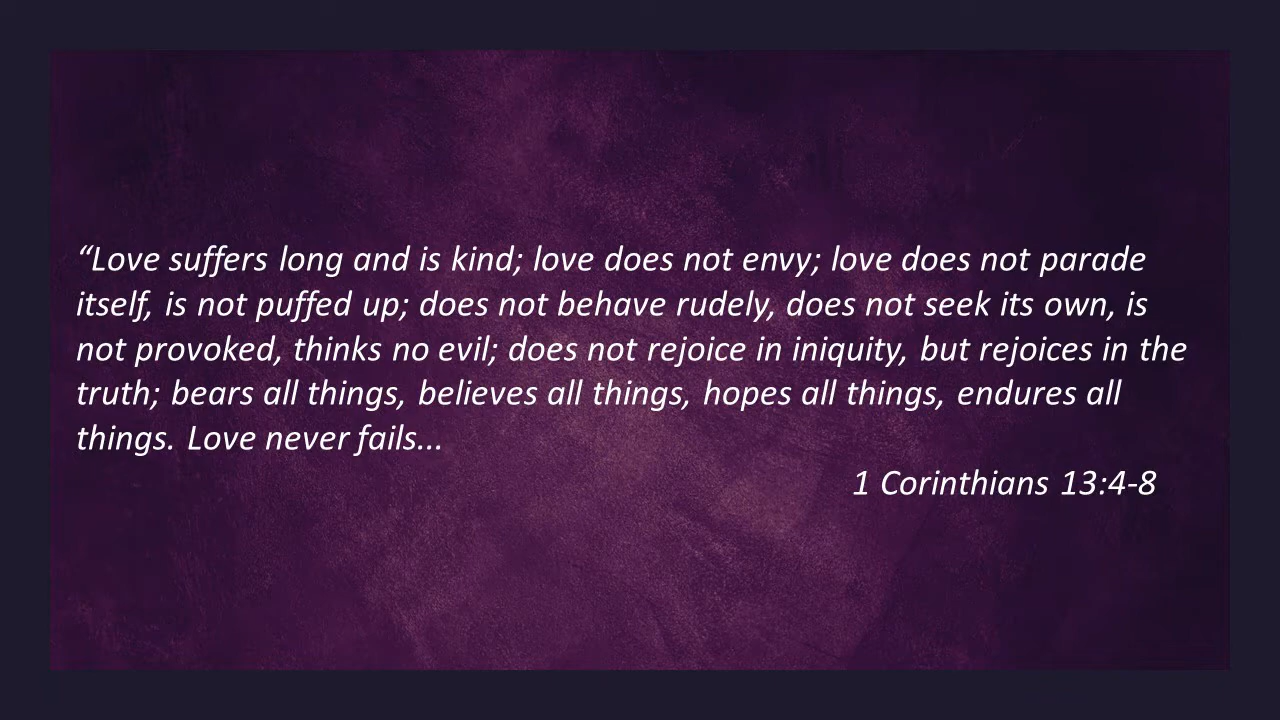 “Love suffers long and is kind; love does not envy; love does not parade
itself, is not puffed up; does not behave rudely, does not seek its own, is
not provoked, thinks no evil; does not rejoice in iniquity, but rejoices in the
truth; bears all things, believes all things, hopes all things, endures all
things. Love never fails...
1 Corinthians 13:4-8